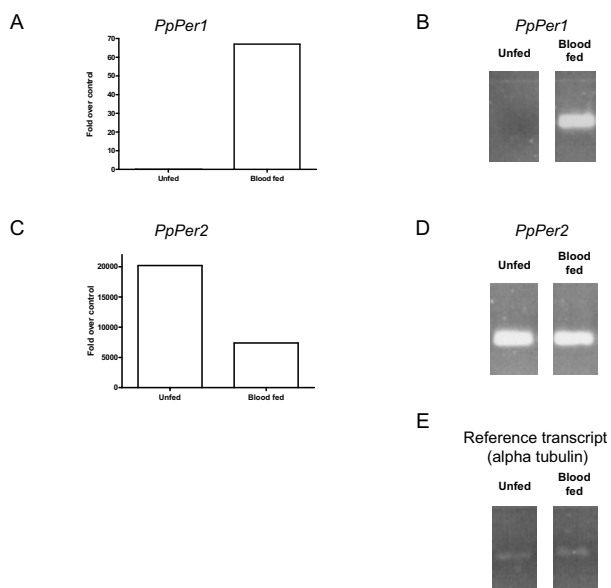 A
PpPer1
Fold over control
70
60
50
40
30
20
10
0
Unfed
Blood fed
B
PpPer1
Unfed
Blood
fed
C
PpPer2
Fold over control
20000
15000
10000
5000
0
Unfed
Blood fed
D
PpPer2
Unfed
Blood
fed
E
Reference transcript
(alpha tubulin)
Unfed
Blood
fed